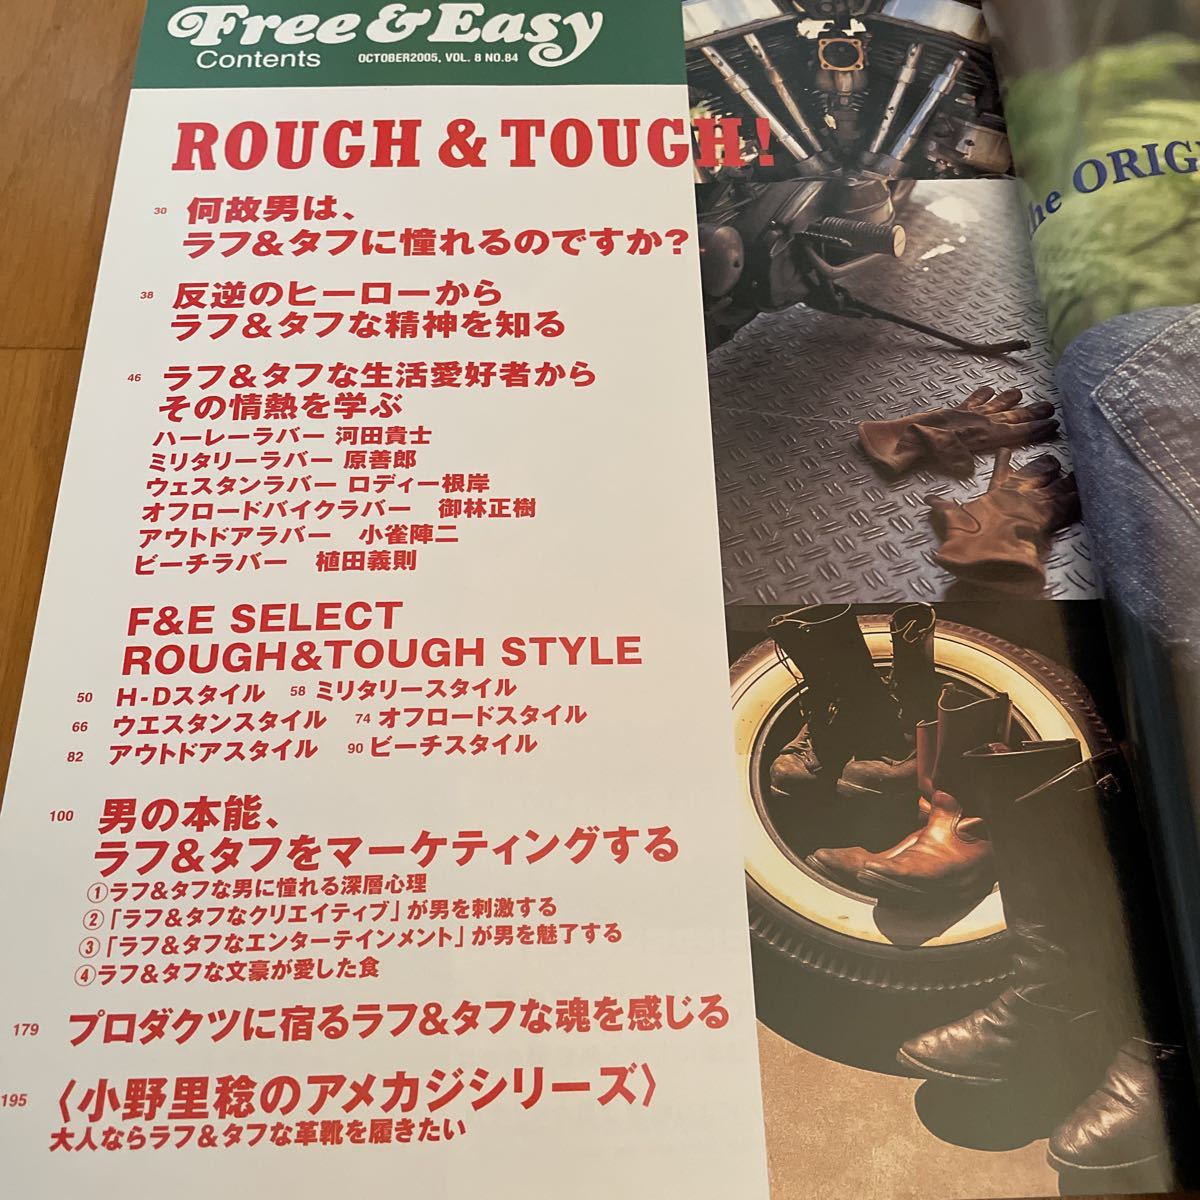 Free & Easy
Contents
OCTOBER2005, VOL. 8 NO.84
ROUGH & TOUGH!
30 何故男は、
ラフ&タフに憧れるのですか?
38 反逆のヒーローから
ラフ&タフな精神を知る
46 ラフ&タフな生活愛好者から
その情熱を学ぶ
ハーレーラバー 河田貴士
ミリタリーラバー 原善郎
ウェスタンラバー ロディー根岸
オフロードバイクラバー 御林正樹
アウトドアラバー 小雀陣二
ビーチラバー 植田義則
F&E SELECT
ROUGH&TOUGH STYLE
50 H-Dスタイル 58 ミリタリースタイル
66 ウエスタンスタイル 74 オフロードスタイル
82 アウトドアスタイル 90 ビーチスタイル
100 男の本能、
ラフ&タフをマーケティングする
①ラフ&タフな男に憧れる深層心理
②「ラフ&タフなクリエイティブ」が男を刺激する
③「ラフ&タフなエンターテインメント」が男を魅了する
④ラフ&タフな文豪が愛した食
179 プロダクツに宿るラフ&タフな魂を感じる
195 〈小野里稔のアメカジシリーズ〉
大人ならラフ&タフな革靴を履きたい
the ORIG